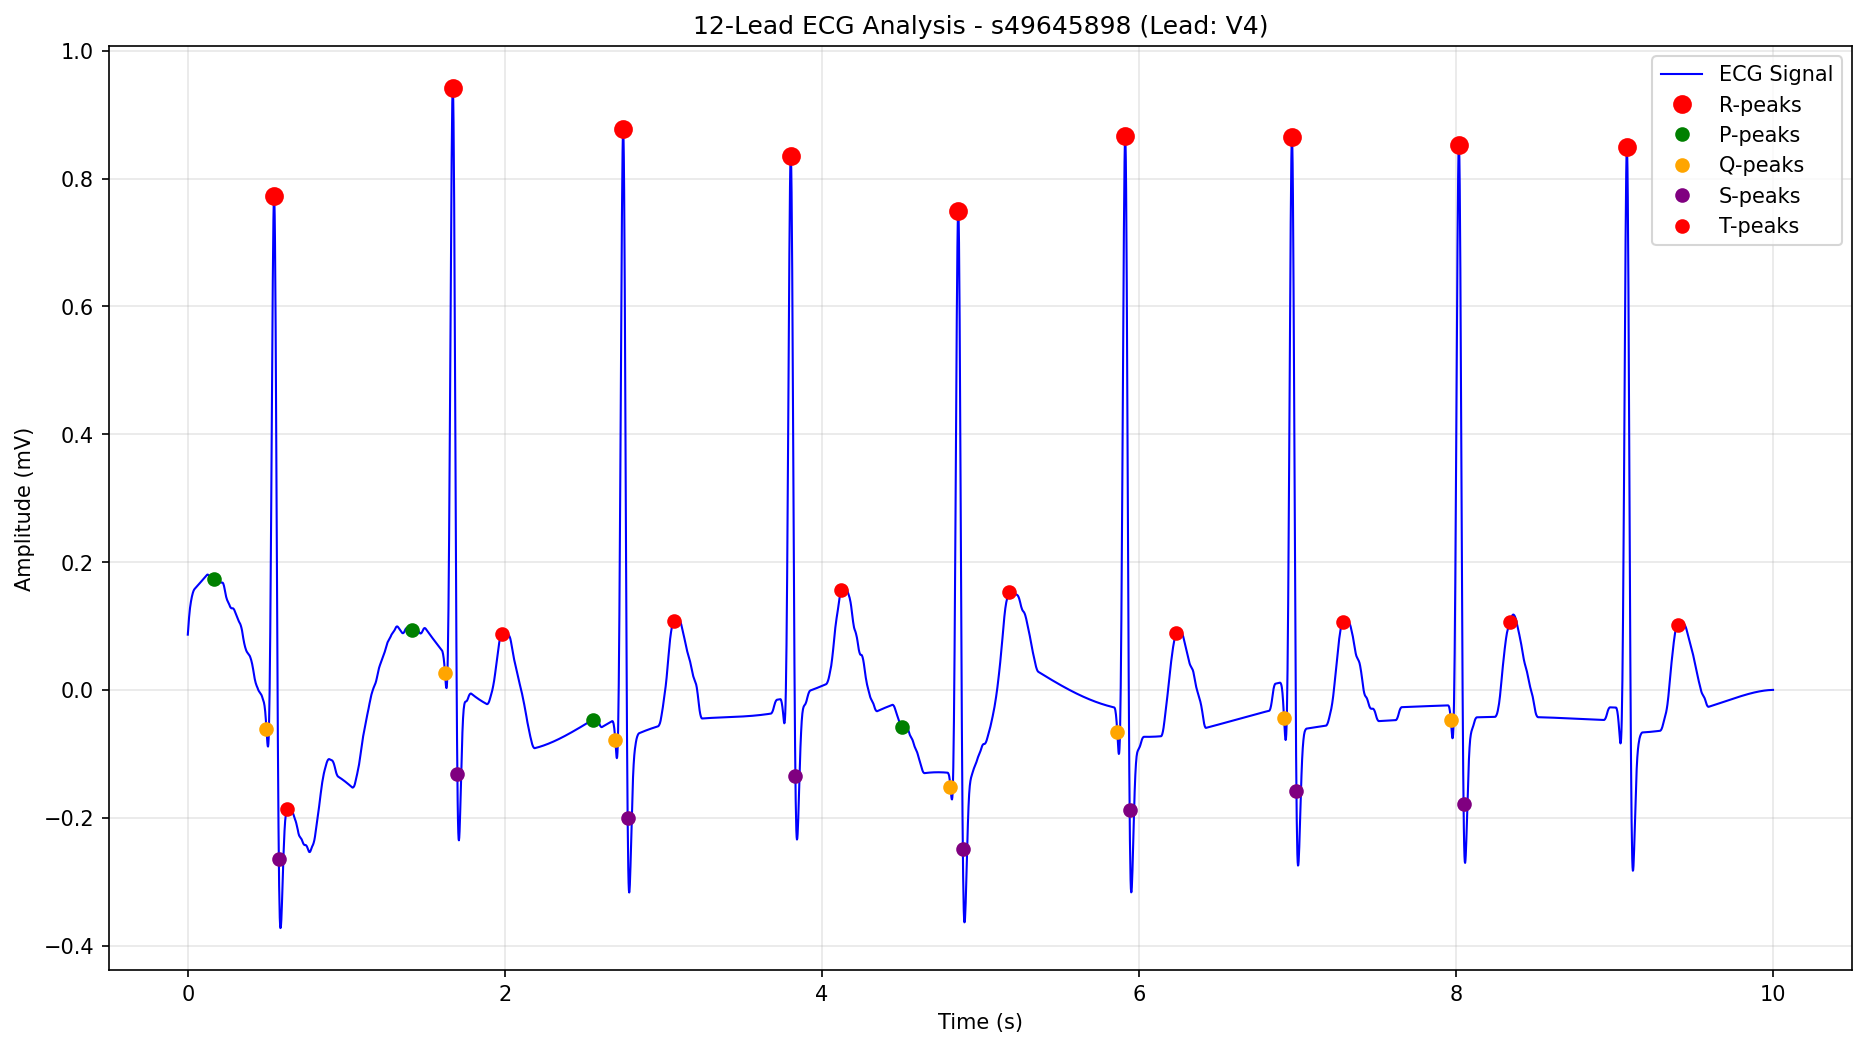 12-Lead ECG Analysis - s49645898 (Lead: V4)
ECG Signal
R-peaks
P-peaks
Q-peaks
S-peaks
T-peaks
Amplitude (mV)
1.0
0.8
0.6
0.4
0.2
0.0
−0.2
−0.4
0 2 4 6 8 10
Time (s)